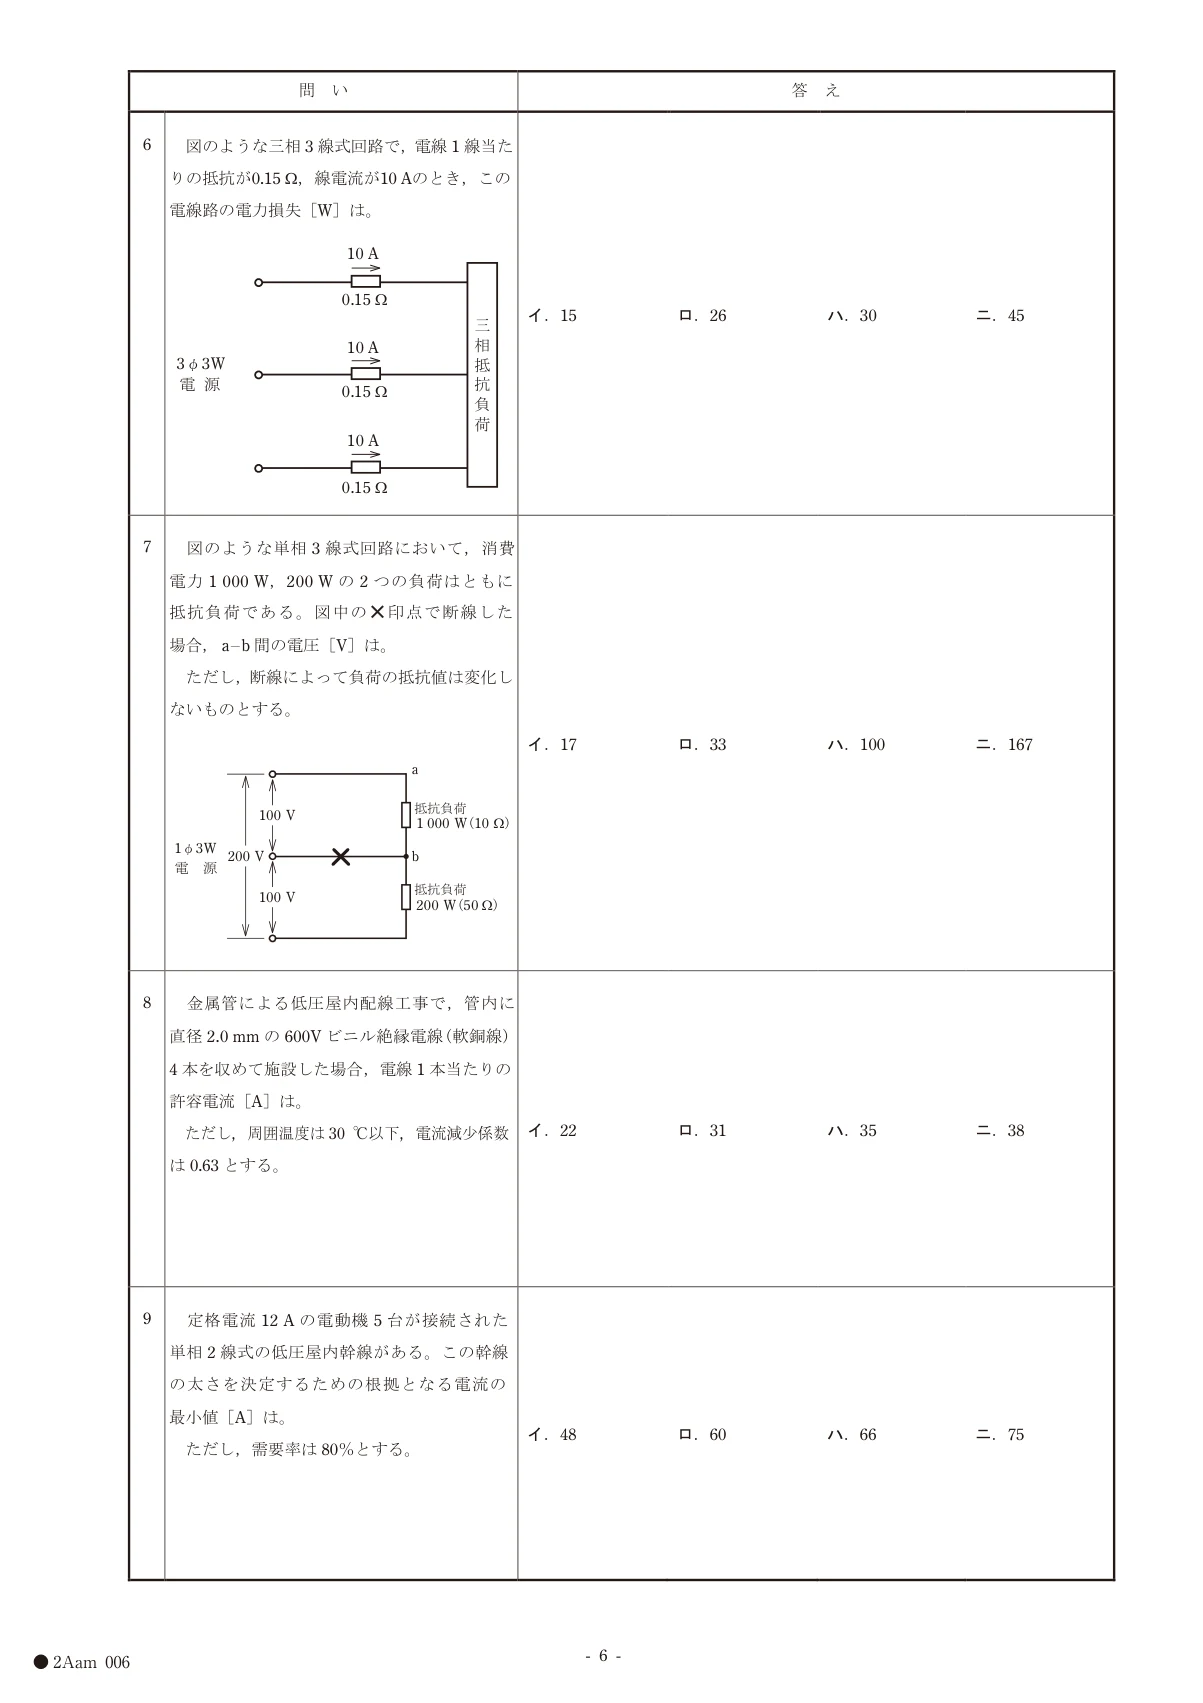 問 い
答 え
6
図のような三相 3 線式回路で，電線 1 線当た
りの抵抗が0.15 Ω，線電流が10 Aのとき，この
電線路の電力損失［W］は。
10 A
0.15 Ω
10 A
0.15 Ω
10 A
0.15 Ω
3φ3W
電 源
三相抵抗負荷
イ．15
ロ．26
ハ．30
ニ．45
7
図のような単相 3 線式回路において，消費
電力 1 000 W，200 W の 2 つの負荷はともに
抵抗負荷である。図中の✕印点で断線した
場合，a−b 間の電圧［V］は。
ただし，断線によって負荷の抵抗値は変化し
ないものとする。
a
100 V
抵抗負荷
1 000 W（10 Ω）
1φ3W
電 源
200 V
b
100 V
抵抗負荷
200 W（50 Ω）
イ．17
ロ．33
ハ．100
ニ．167
8
金属管による低圧屋内配線工事で，管内に
直径 2.0 mm の 600V ビニル絶縁電線（軟銅線）
4 本を収めて施設した場合，電線 1 本当たりの
許容電流［A］は。
ただし，周囲温度は 30 ℃以下，電流減少係数
は 0.63 とする。
イ．22
ロ．31
ハ．35
ニ．38
9
定格電流 12 A の電動機 5 台が接続された
単相 2 線式の低圧屋内幹線がある。この幹線
の太さを決定するための根拠となる電流の
最小値［A］は。
ただし，需要率は 80％とする。
イ．48
ロ．60
ハ．66
ニ．75
●2Aam 006
- 6 -